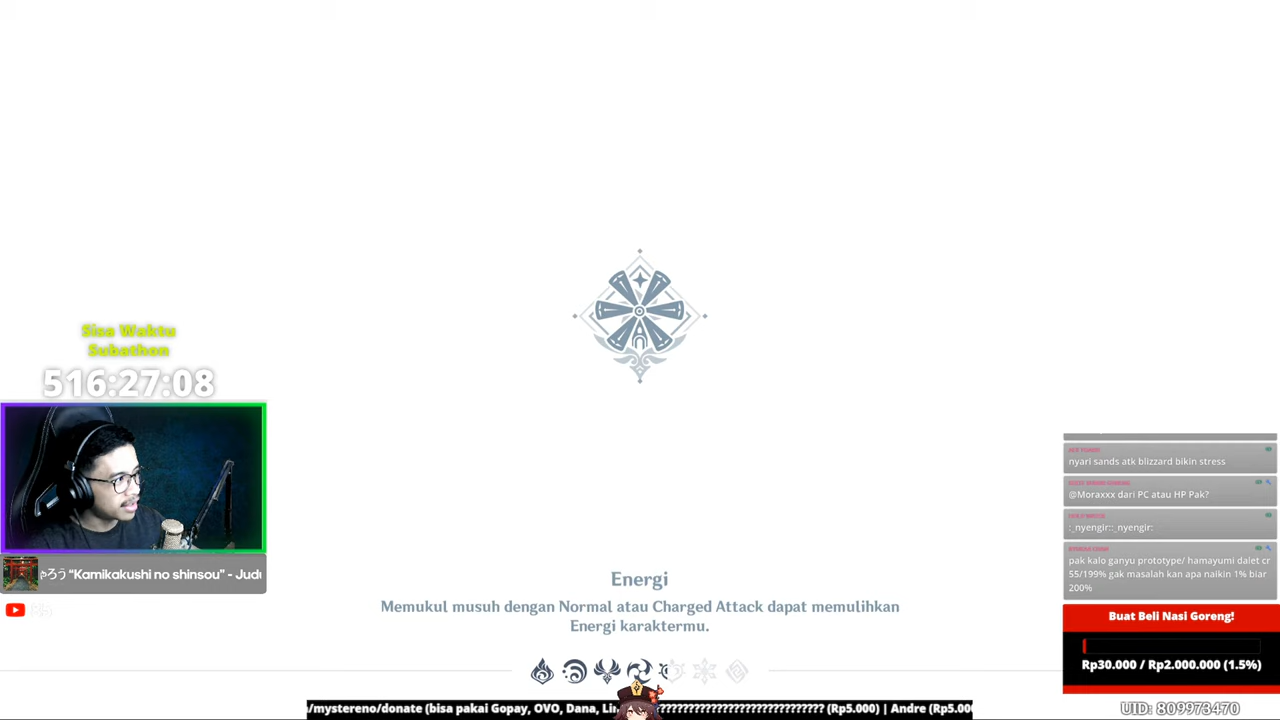 Sisa Waktu
Subathon
516:27:08
ゃろう “Kamikakushi no shinsou” - Judu
nyari sands atk blizzard bikin stress
@Moraxxx dari PC atau HP Pak?
:_nyengir::_nyengir:
pak kalo ganyu prototype/ hamayumi dalet cr
55/199% gak masalah kan apa naikin 1% biar
200%
Energi
Memukul musuh dengan Normal atau Charged Attack dapat memulihkan
Energi karaktermu.
Buat Beli Nasi Goreng!
Rp30.000 / Rp2.000.000 (1.5%)
/mystereno/donate (bisa pakai Gopay, OVO, Dana, Lin ?????????????????????????????? (Rp5.000) | Andre (Rp5.00
UID: 809973470